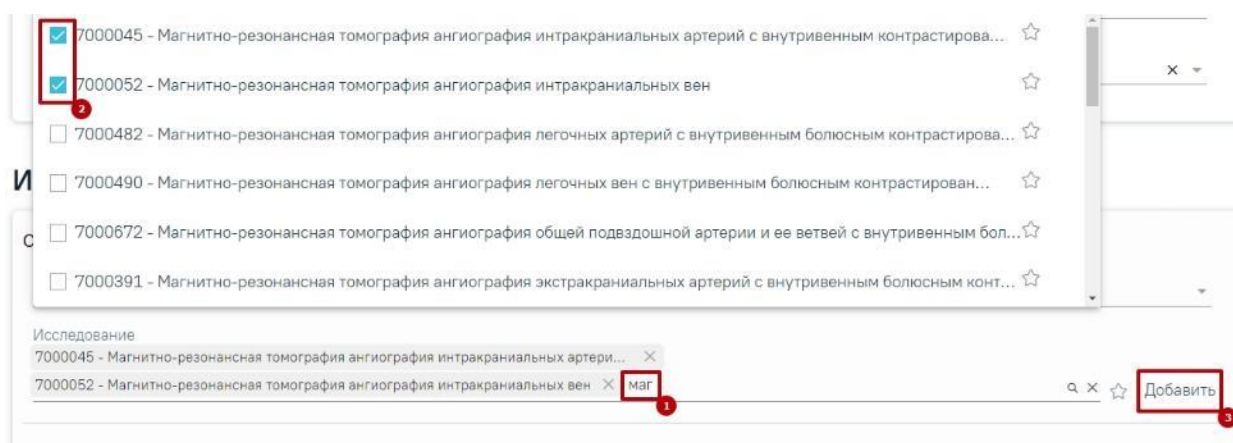 7000045 - Магнитно-резонансная томография ангиография интракраниальных артерий с внутривенным контрастирова...
7000052 - Магнитно-резонансная томография ангиография интракраниальных вен
2
7000482 - Магнитно-резонансная томография ангиография легочных артерий с внутривенным болюсным контрастирова...
И
7000490 - Магнитно-резонансная томография ангиография легочных вен с внутривенным болюсным контрастирован...
С
7000672 - Магнитно-резонансная томография ангиография общей подвздошной артерии и ее ветвей с внутривенным бол...
7000391 - Магнитно-резонансная томография ангиография экстракраниальных артерий с внутривенным болюсным конт...
Исследование
7000045 - Магнитно-резонансная томография ангиография интракраниальных артери...
7000052 - Магнитно-резонансная томография ангиография интракраниальных вен маг Добавить
1
3